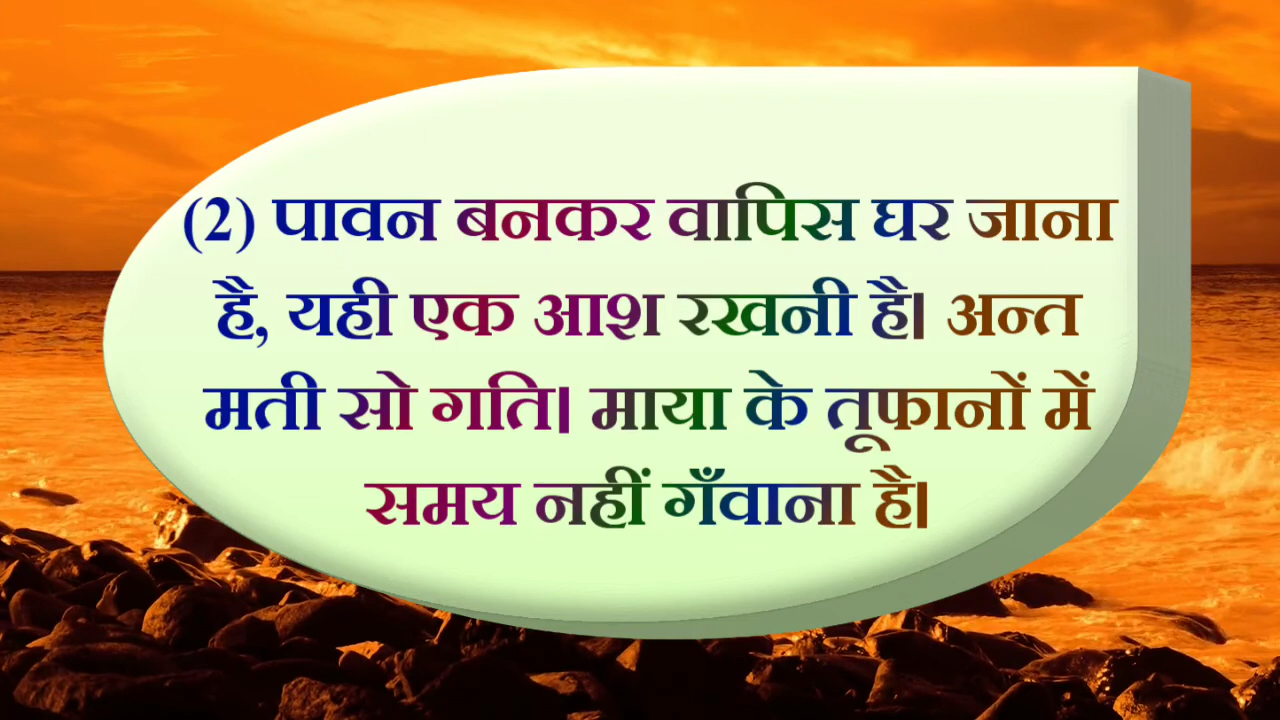 (2) पावन बनकर वापिस घर जाना
है, यही एक आश रखनी है। अन्त
मती सो गति। माया के तूफानों में
समय नहीं गँवाना है।